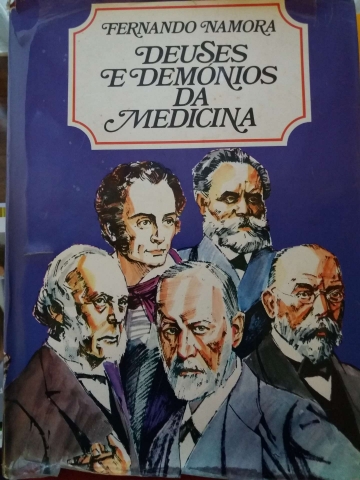 FERNANDO NAMORA
DEUSES
E DEMÓNIOS
DA
MEDICINA